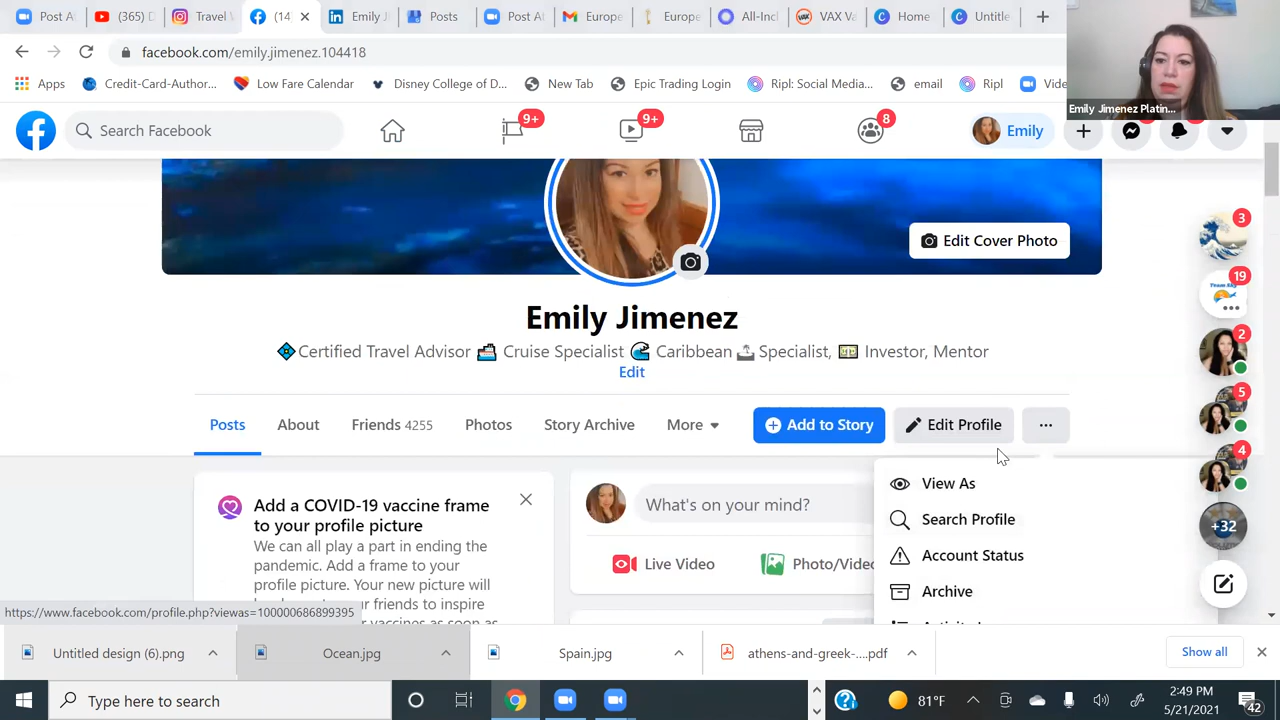 Post A
(365) D
Travel \
(14
Emily J
Posts
Post A
Europe
Europe
All-Incl
VAX Va
Home
Untitle
facebook.com/emily.jimenez.104418
Emily Jimenez Platin...
Apps
Credit-Card-Author...
Low Fare Calendar
Disney College of D...
New Tab
Epic Trading Login
Ripl: Social Media...
email
Ripl
Vide
Search Facebook
9+
9+
8
Emily
Edit Cover Photo
3
19
Team Sky
Emily Jimenez
Certified Travel Advisor Cruise Specialist Caribbean Specialist, Investor, Mentor
Edit
2
Posts
About
Friends 4255
Photos
Story Archive
More
Add to Story
Edit Profile
5
4
View As
Search Profile
Account Status
Archive
Add a COVID-19 vaccine frame
to your profile picture
We can all play a part in ending the
pandemic. Add a frame to your
profile picture. Your new picture will
What's on your mind?
Live Video
Photo/Vide
+32
https://www.facebook.com/profile.php?viewas=100000686899395
Untitled design (6).png
Ocean.jpg
Spain.jpg
athens-and-greek-....pdf
Show all
Type here to search
81°F
2:49 PM
5/21/2021
42